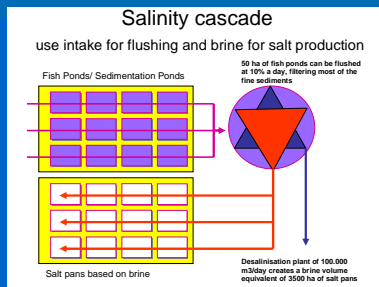 Salinity cascade
use intake for flushing and brine for salt production
Fish Ponds/ Sedimentation Ponds
50 ha of fish ponds can be flushed
at 10% a day, filtering most of the
fine sediments
Salt pans based on brine
Desalinisation plant of 100.000
m3/day creates a brine volume
equivalent of 3500 ha of salt pans